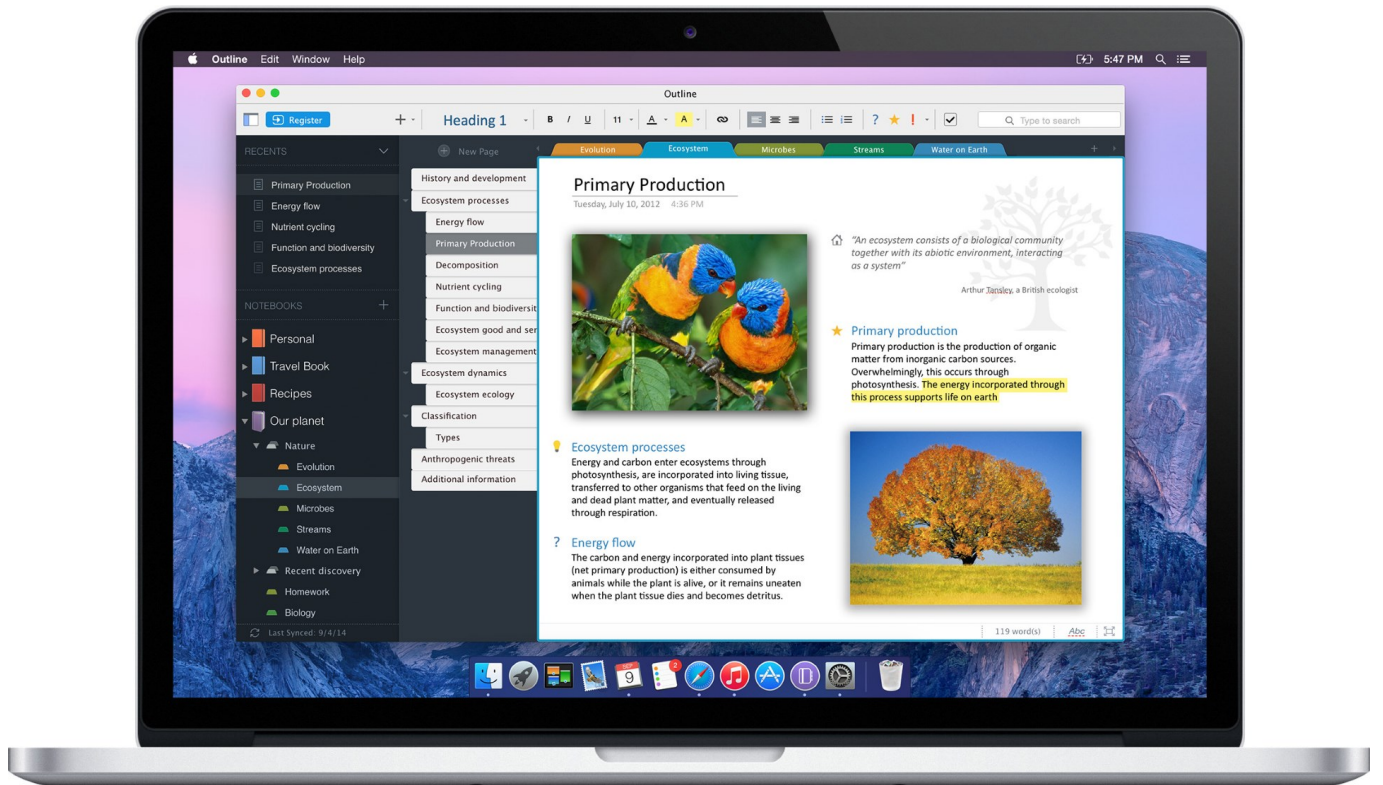 Outline Edit Window Help
5:47 PM
Outline
Register
Heading 1
B I U
11
A
A
? ★ !
Type to search
RECENTS
Primary Production
Energy flow
Nutrient cycling
Function and biodiversity
Ecosystem processes
NOTEBOOKS
Personal
Travel Book
Recipes
Our planet
Nature
Evolution
Ecosystem
Microbes
Streams
Water on Earth
Recent discovery
Homework
Biology
Last Synced: 9/4/14
New Page
History and development
Ecosystem processes
Energy flow
Primary Production
Decomposition
Nutrient cycling
Function and biodiversit
Ecosystem good and ser
Ecosystem management
Ecosystem dynamics
Ecosystem ecology
Classification
Types
Anthropogenic threats
Additional information
Evolution
Ecosystem
Microbes
Streams
Water on Earth
Primary Production
Tuesday, July 10, 2012 4:36 PM
Ecosystem processes
Energy and carbon enter ecosystems through
photosynthesis, are incorporated into living tissue,
transferred to other organisms that feed on the living
and dead plant matter, and eventually released
through respiration.
? Energy flow
The carbon and energy incorporated into plant tissues
(net primary production) is either consumed by
animals while the plant is alive, or it remains uneaten
when the plant tissue dies and becomes detritus.
"An ecosystem consists of a biological community
together with its abiotic environment, interacting
as a system"
Arthur Tansley, a British ecologist
Primary production
Primary production is the production of organic
matter from inorganic carbon sources.
Overwhelmingly, this occurs through
photosynthesis. The energy incorporated through
this process supports life on earth
119 word(s)
Abc
SEP
9
2